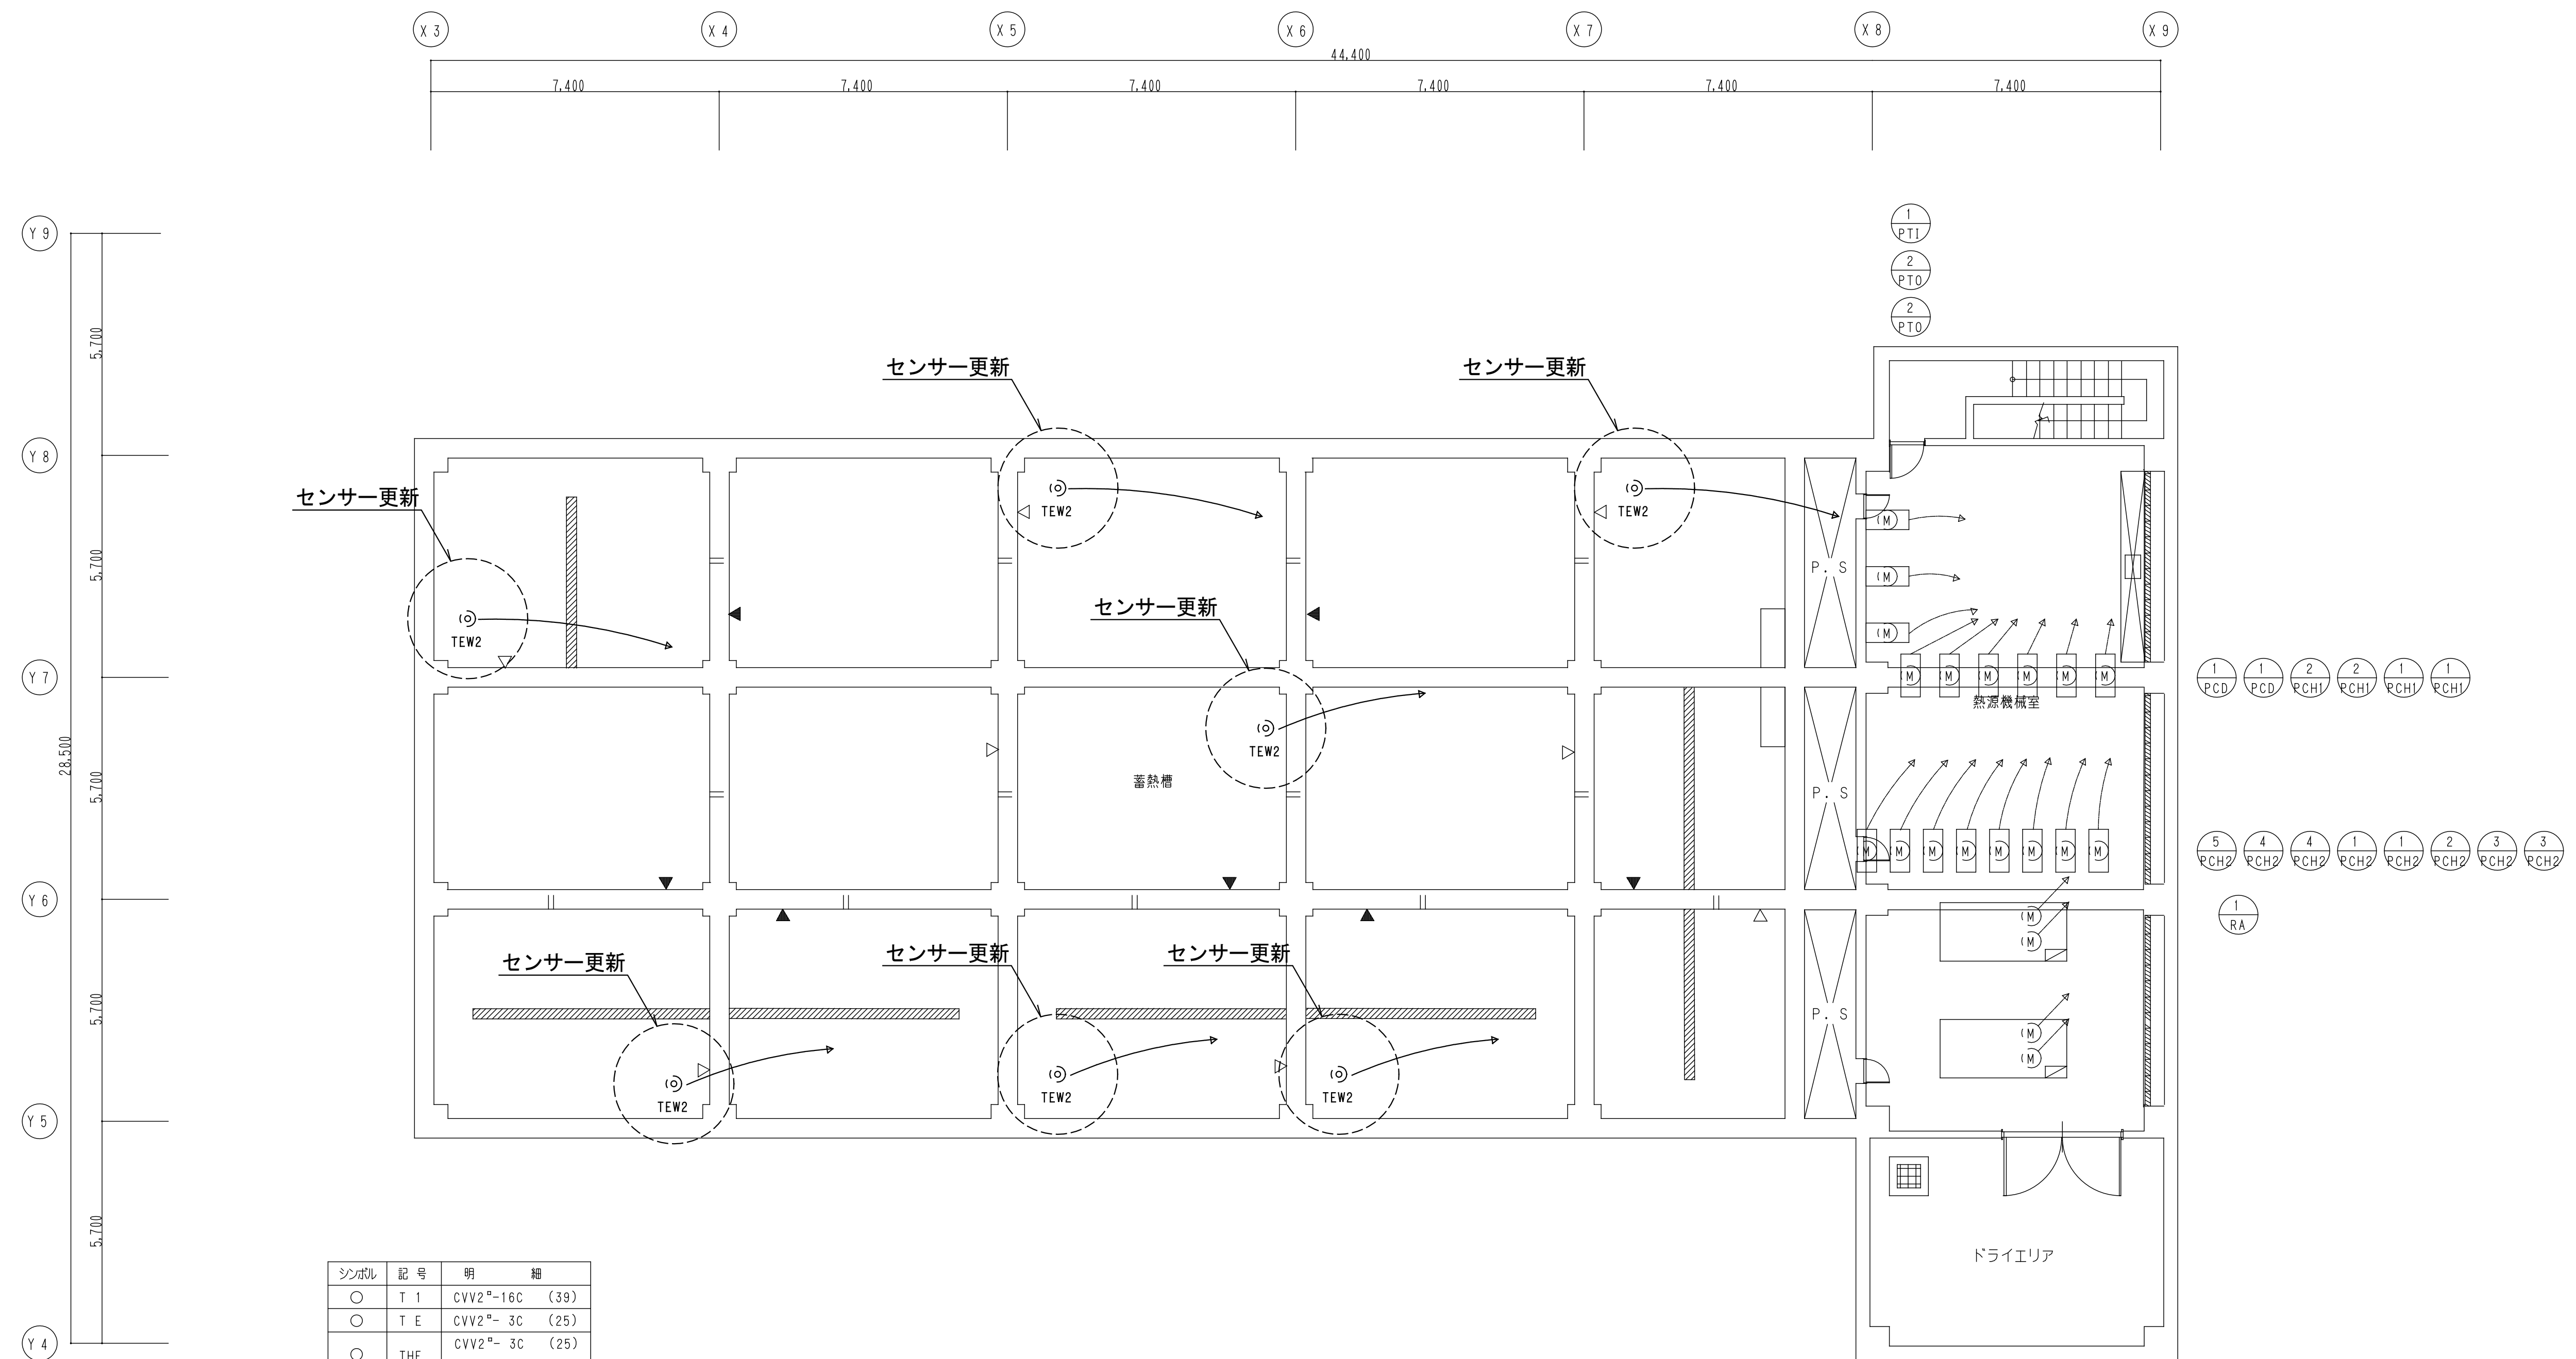 X3 X4 X5 X6 X7 X8 X9
44,400
7,400 7,400 7,400 7,400 7,400 7,400
Y9
Y8
Y7
Y6
Y5
Y4
28,500
5,700
5,700
5,700
5,700
5,700
1 PTI
2 PTO
2 PTO
センサー更新
センサー更新
センサー更新
センサー更新
センサー更新
センサー更新
センサー更新
TEW2
TEW2
TEW2
TEW2
TEW2
TEW2
TEW2
蓄熱槽
P.S
P.S
P.S
M
M
M
M M M M M M
熱源機械室
M M M M M M M M
M
M
M
M
1 PCD 1 PCD 2 PCH1 2 PCH1 1 PCH1 1 PCH1
5 PCH2 4 PCH2 4 PCH2 1 PCH2 1 PCH2 2 PCH2 3 PCH2 3 PCH2
1 RA
ドライエリア
シンボル 記号 明細
○ T1 CVV2□-16C (39)
○ TE CVV2□- 3C (25)
CVV2□- 3C (25)
○ THE